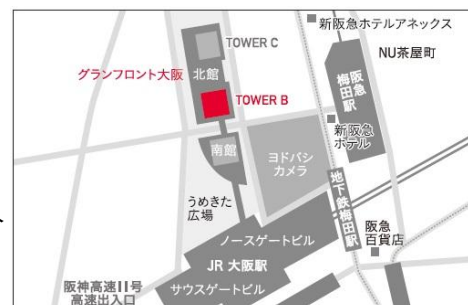 新阪急ホテルアネックス
TOWER C
NU茶屋町
グランフロント大阪
北館
TOWER B
阪急
梅田駅
新阪急
ホテル
南館
ヨドバシ
カメラ
うめきた
広場
地下鉄梅田駅
ノースゲートビル
阪急
百貨店
JR 大阪駅
阪神高速11号
高速出入口
サウスゲートビル